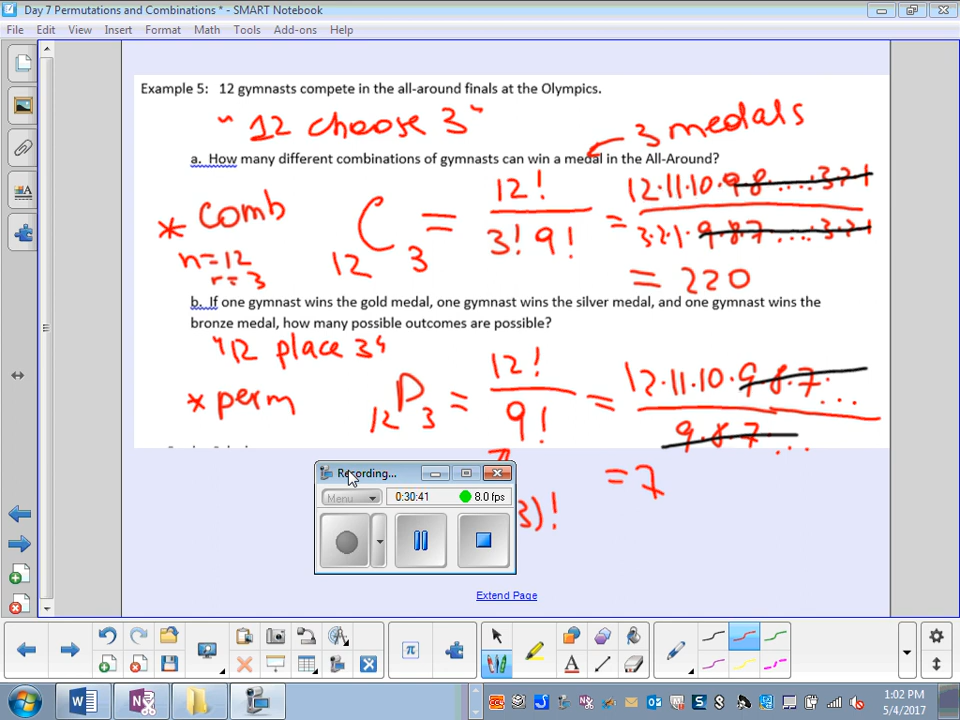 Day 7 Permutations and Combinations * - SMART Notebook
File Edit View Insert Format Math Tools Add-ons Help
Example 5: 12 gymnasts compete in the all-around finals at the Olympics.
"12 choose 3"
3 medals
a. How many different combinations of gymnasts can win a medal in the All-Around?
* Comb
n=12
r=3
12 C 3 = 12! / 3! 9! = 12·11·10·9·8·...·3·2·1 / 3·2·1·9·8·7·...·3·2·1
= 220
b. If one gymnast wins the gold medal, one gymnast wins the silver medal, and one gymnast wins the
bronze medal, how many possible outcomes are possible?
"12 place 3"
* perm
12 P 3 = 12! / 9! = 12·11·10·9·8·7·... / 9·8·7·...
= 7
3)!
Recording...
Menu 0:30:41 8.0 fps
Extend Page
1:02 PM
5/4/2017